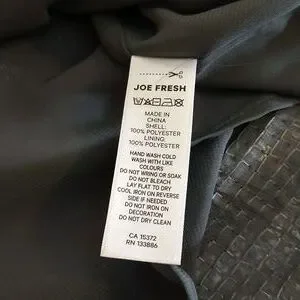 JOE FRESH
MADE IN
CHINA
SHELL:
100% POLYESTER
LINING:
100% POLYESTER
HAND WASH COLD
WASH WITH LIKE
COLOURS
DO NOT WRING OR SOAK
DO NOT BLEACH
LAY FLAT TO DRY
COOL IRON ON REVERSE
SIDE IF NEEDED
DO NOT IRON ON
DECORATION
DO NOT DRY CLEAN
CA 15372
RN 133886